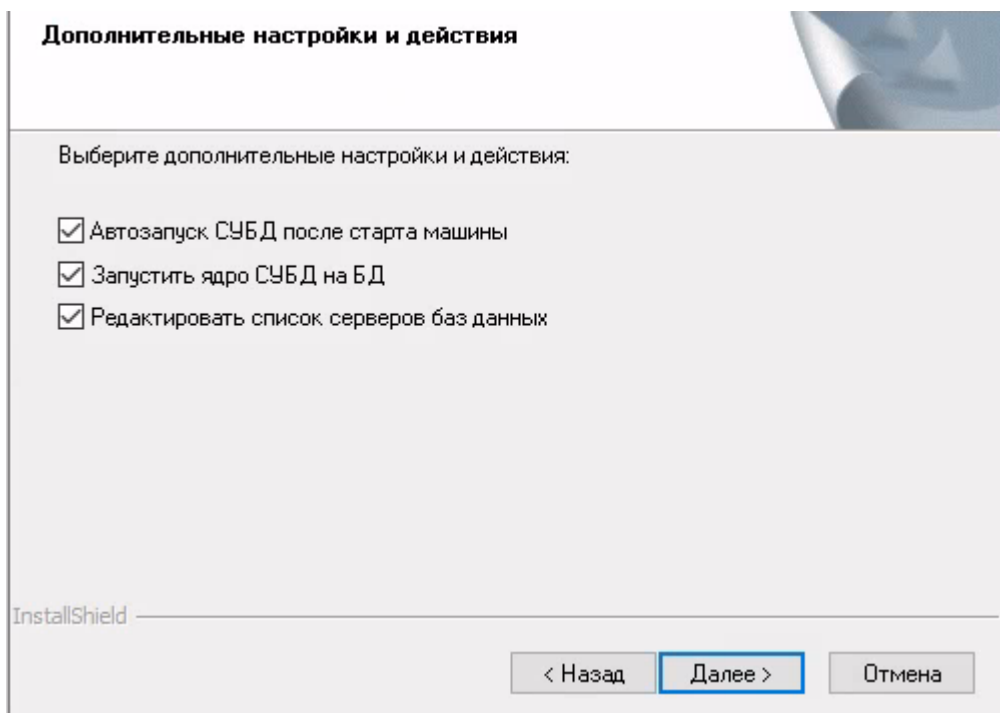 Дополнительные настройки и действия
Выберите дополнительные настройки и действия:
Автозапуск СУБД после старта машины
Запустить ядро СУБД на БД
Редактировать список серверов баз данных
InstallShield
< Назад
Далее >
Отмена